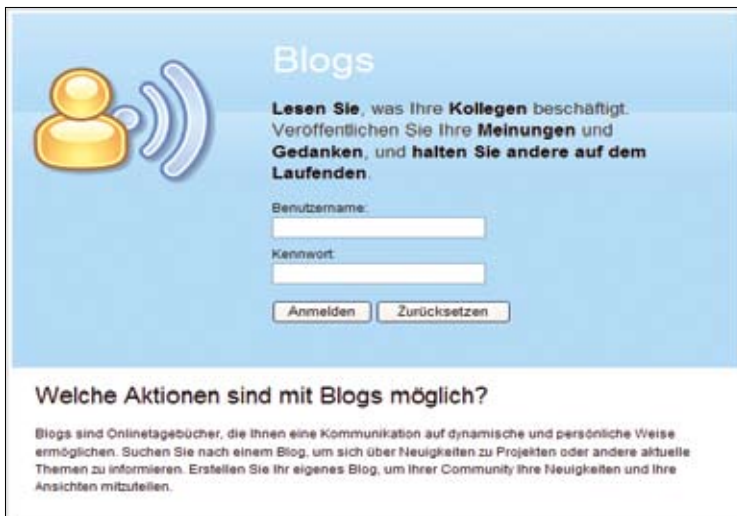 Blogs
Lesen Sie, was Ihre Kollegen beschäftigt.
Veröffentlichen Sie Ihre Meinungen und
Gedanken, und halten Sie andere auf dem
Laufenden.
Benutzername:
Kennwort:
Anmelden Zurücksetzen
Welche Aktionen sind mit Blogs möglich?
Blogs sind Onlinetagebücher, die Ihnen eine Kommunikation auf dynamische und persönliche Weise
ermöglichen. Suchen Sie nach einem Blog, um sich über Neuigkeiten zu Projekten oder andere aktuelle
Themen zu informieren. Erstellen Sie Ihr eigenes Blog, um Ihrer Community Ihre Neuigkeiten und Ihre
Ansichten mitzuteilen.